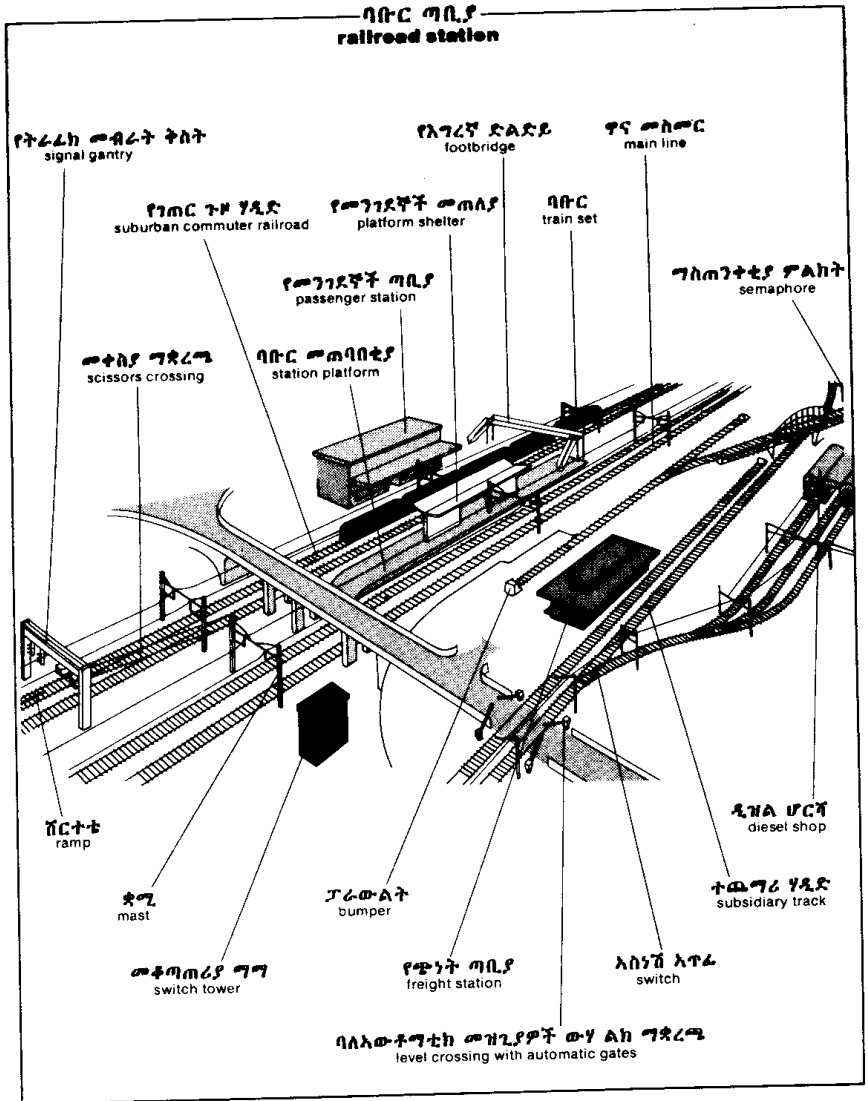 ባቡር ጣቢያ
railroad station
የትራፊክ መብራት ቅስት
signal gantry
የእግረኛ ድልድይ
footbridge
ዋና መስመር
main line
የገጠር ጉዞ ሃዲድ
suburban commuter railroad
የመንገደኞች መጠለያ
platform shelter
ባቡር
train set
የመንገደኞች ጣቢያ
passenger station
ማስጠንቀቂያ ምልክት
semaphore
መቀስያ ማቋረጫ
scissors crossing
ባቡር መጠባበቂያ
station platform
ሸርተቴ
ramp
ዲዝል ሆርሻ
diesel shop
ቋሚ
mast
ፓራውልት
bumper
ተጨማሪ ሃዲድ
subsidiary track
መቆጣጠሪያ ማማ
switch tower
የጭነት ጣቢያ
freight station
አስነሽ አጥፊ
switch
ባለአውቶማቲክ መዝጊያዎች ውሃ ልክ ማቋረጫ
level crossing with automatic gates